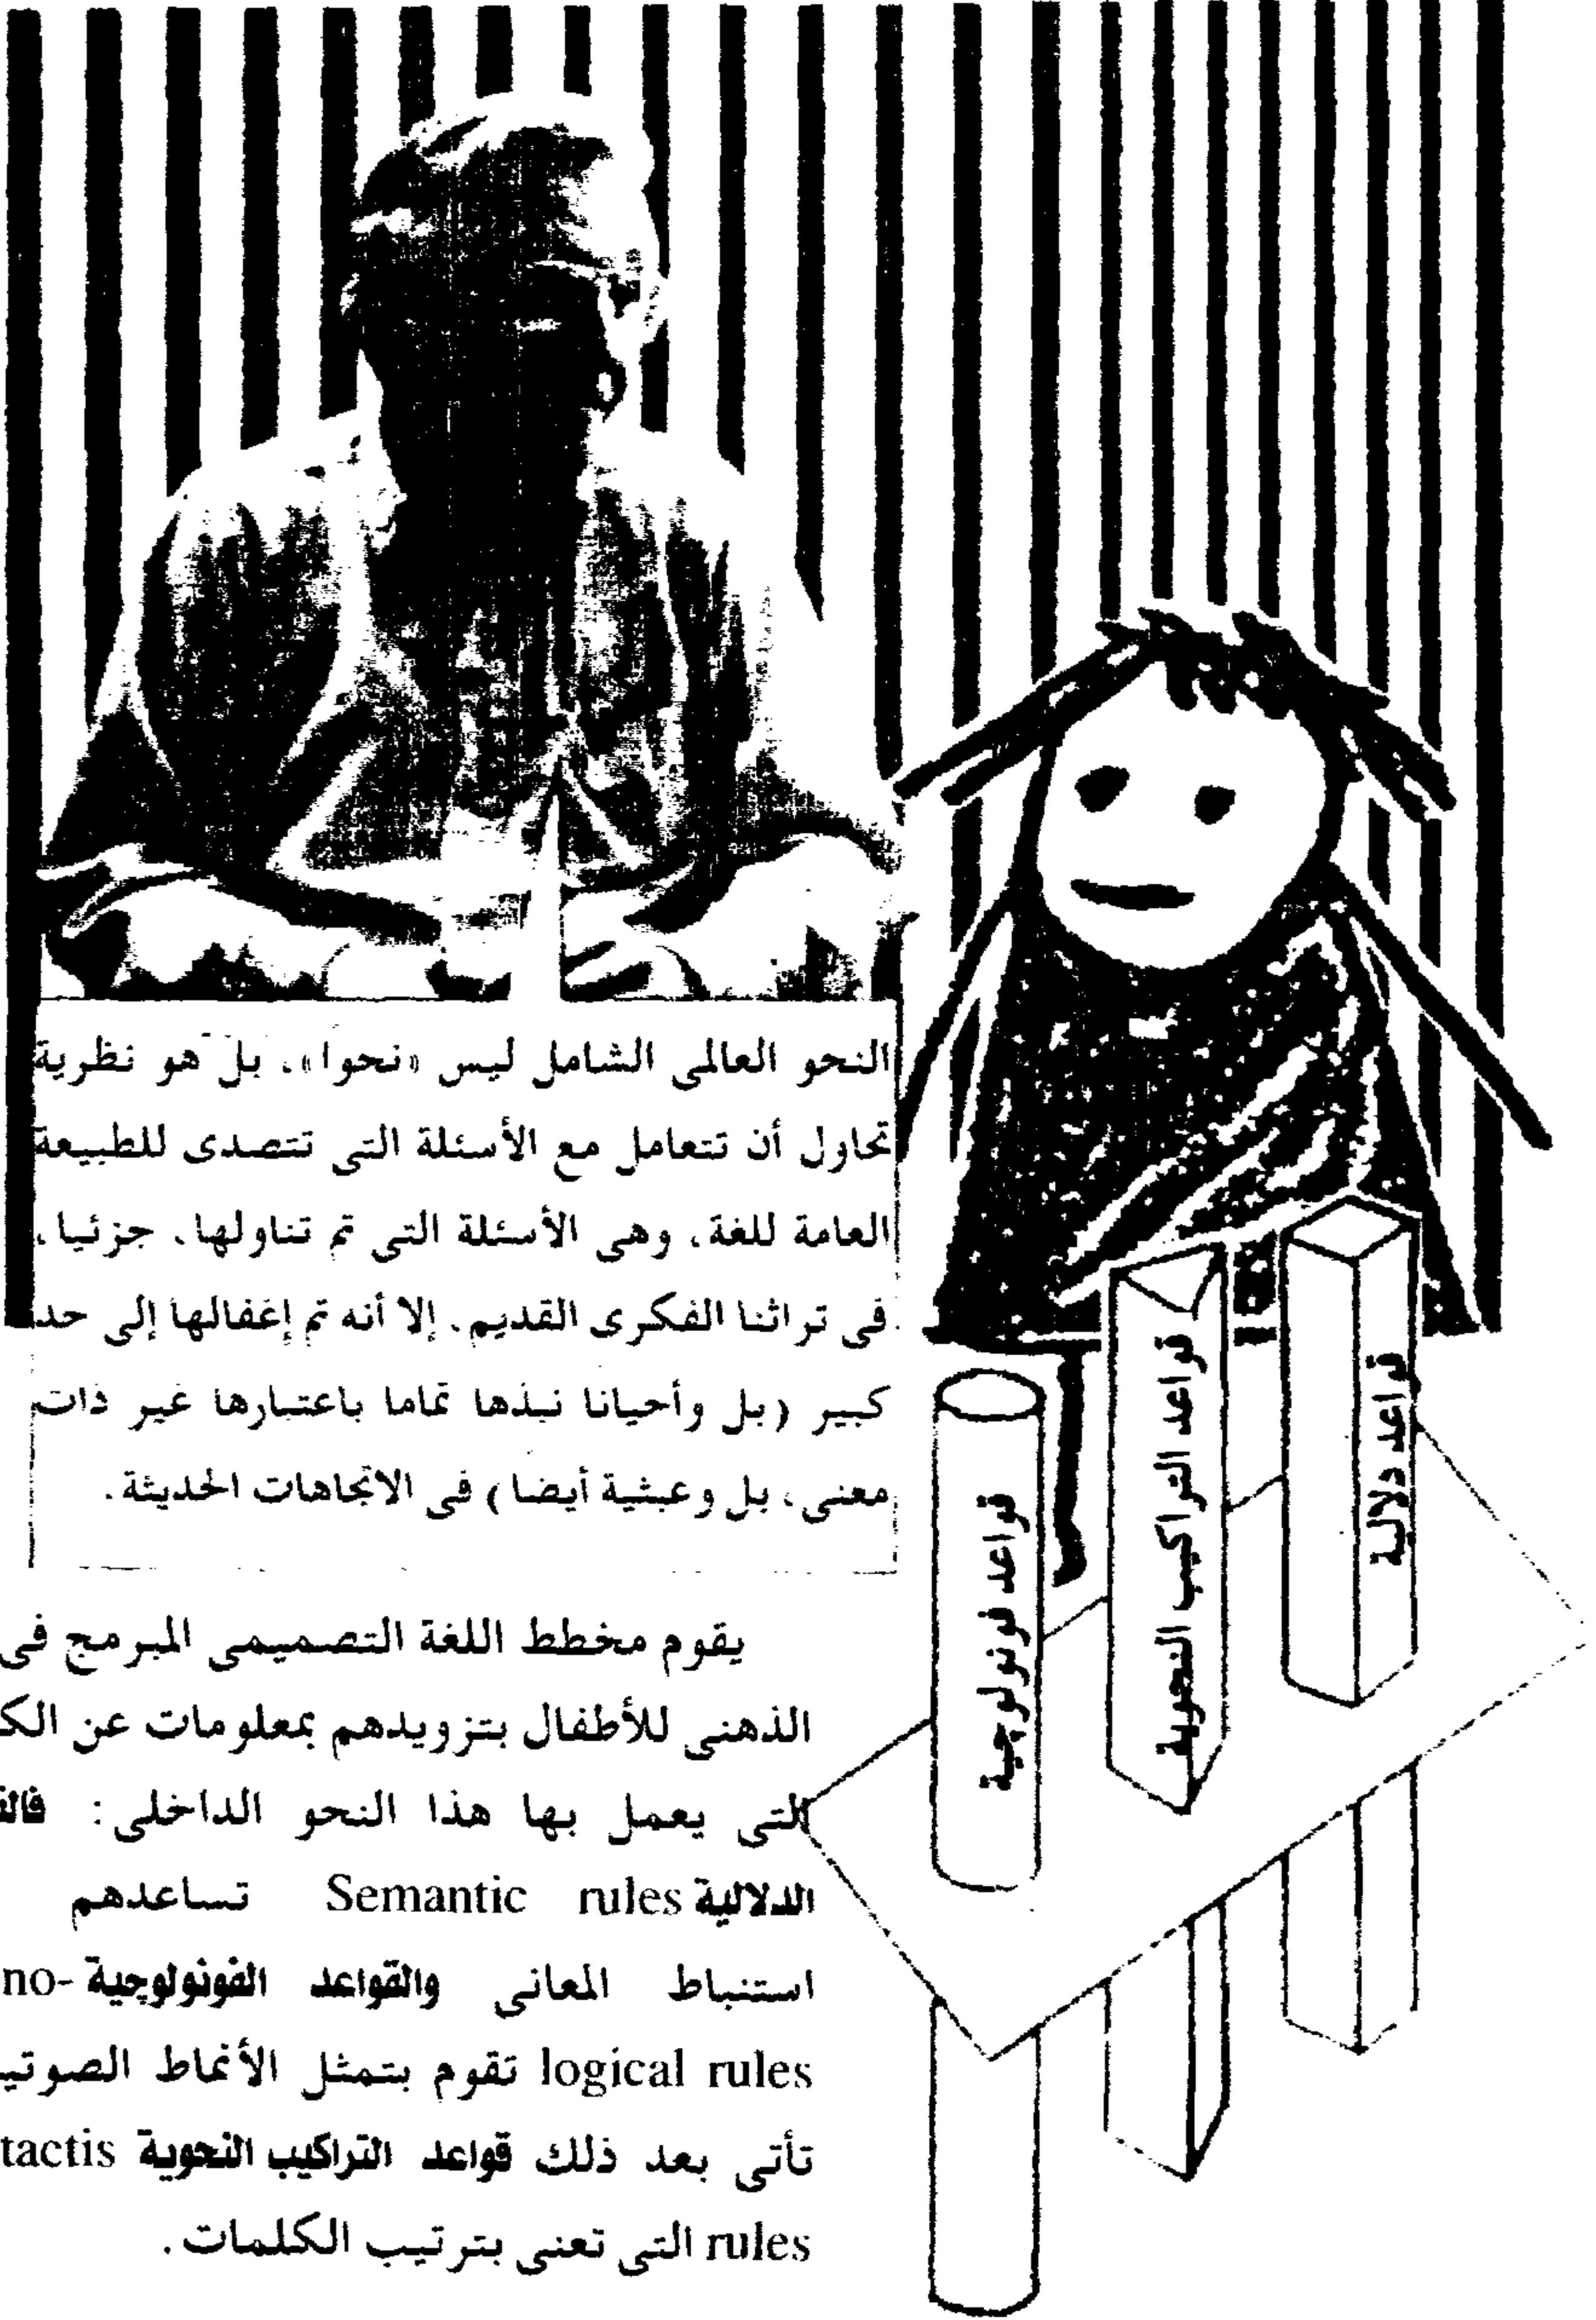 النحو العالمى الشامل ليس «نحوا»، بل هو نظرية
تحاول أن تتعامل مع الأسئلة التى تتصدى للطبيعة
العامة للغة، وهى الأسئلة التى تم تناولها، جزئيا،
فى تراثنا الفكرى القديم. إلا أنه تم إغفالها إلى حد
كبير (بل وأحيانا نبذها تماما باعتبارها غير ذات
معنى، بل وعبثية أيضا) فى الاتجاهات الحديثة.
قواعد فونولوچية
قواعد التراكيب النحوية
قواعد دلالية
يقوم مخطط اللغة التصميمى المبرمج فى
الذهنى للأطفال بتزويدهم بمعلومات عن
التى يعمل بها هذا النحو الداخلى:
الدلالية Semantic rules تساعدهم
استنباط المعانى والقواعد الفونولوچية no-
logical rules تقوم بتمثل الأنماط
تأتى بعد ذلك قواعد التراكيب النحوية tactis
rules التى تعنى بترتيب الكلمات.